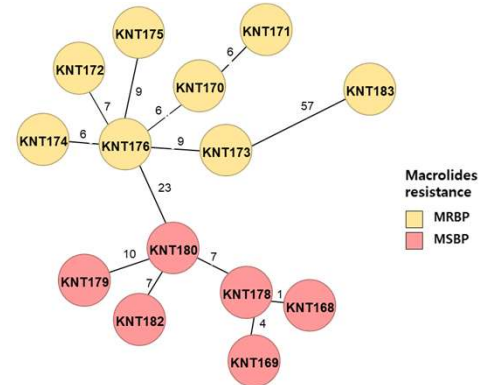 KNT175
KNT171
6
KNT172
KNT170
KNT183
9
7
6
57
KNT174
6
KNT176
9
KNT173
23
Macrolides
resistance
MRBP
MSBP
KNT180
10
7
KNT179
7
KNT178
1
KNT168
KNT182
4
KNT169